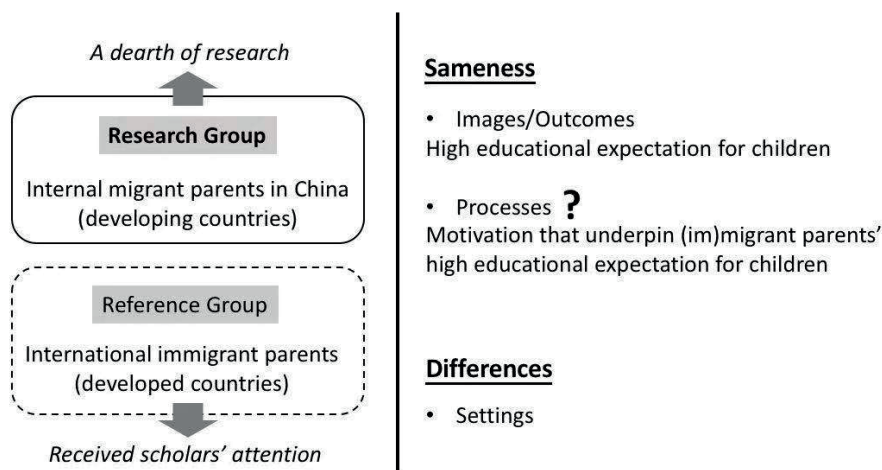 A dearth of research
Research Group
Internal migrant parents in China
(developing countries)
Reference Group
International immigrant parents
(developed countries)
Received scholars' attention
Sameness
• Images/Outcomes
High educational expectation for children
• Processes ?
Motivation that underpin (im)migrant parents'
high educational expectation for children
Differences
• Settings